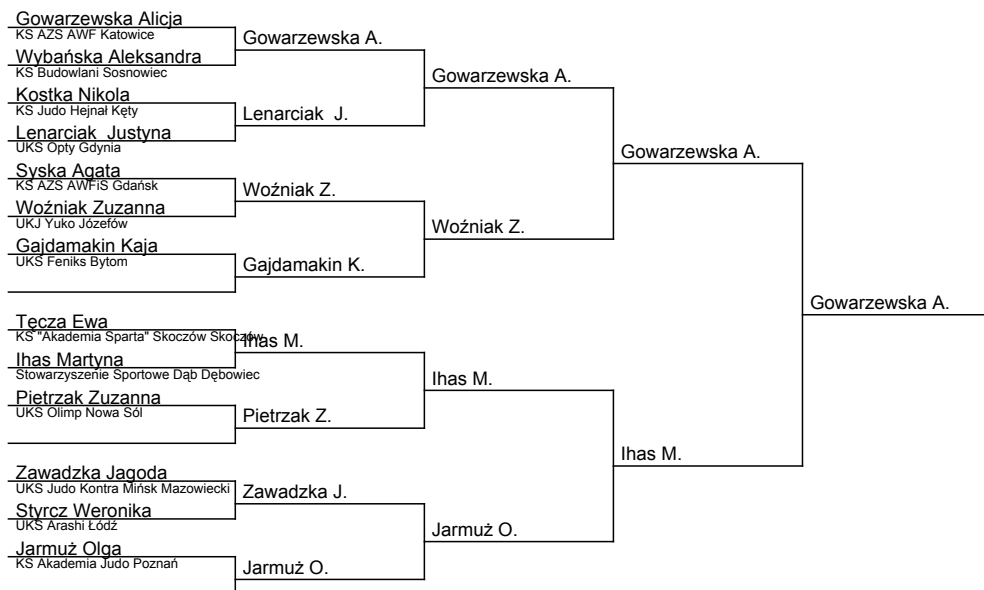 Gowarzewska Alicja
KS AZS AWF Katowice
Wybańska Aleksandra
KS Budowlani Sosnowiec
Kostka Nikola
KS Judo Hejnał Kęty
Lenarciak Justyna
UKS Opty Gdynia
Syska Agata
KS AZS AWFiS Gdańsk
Woźniak Zuzanna
UKJ Yuko Józefów
Gajdamakin Kaja
UKS Feniks Bytom
Tęcza Ewa
KS "Akademia Sparta" Skoczów Skoczów
Ihas Martyna
Stowarzyszenie Sportowe Dąb Dębowiec
Pietrzak Zuzanna
UKS Olimp Nowa Sól
Zawadzka Jagoda
UKS Judo Kontra Mińsk Mazowiecki
Styrcz Weronika
UKS Arashi Łódź
Jarmuż Olga
KS Akademia Judo Poznań
Gowarzewska A.
Lenarciak J.
Woźniak Z.
Gajdamakin K.
Ihas M.
Pietrzak Z.
Zawadzka J.
Jarmuż O.
Gowarzewska A.
Woźniak Z.
Ihas M.
Jarmuż O.
Gowarzewska A.
Ihas M.
Gowarzewska A.